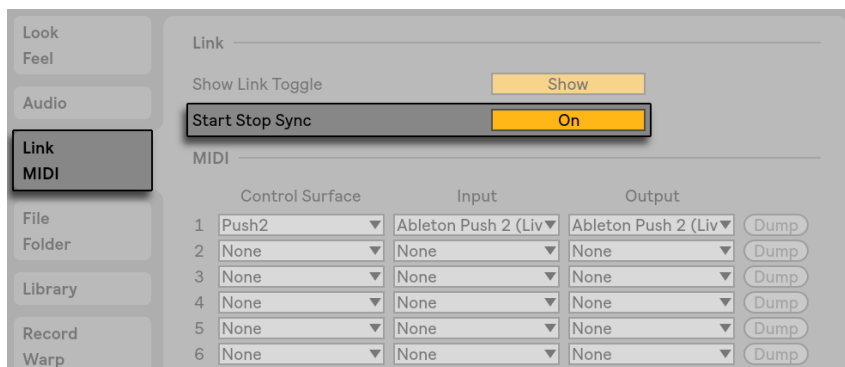 Look
Feel
Audio
Link
MIDI
File
Folder
Library
Record
Warp
Link
Show Link Toggle Show
Start Stop Sync On
MIDI
Control Surface Input Output
1 Push2 Ableton Push 2 (Liv Ableton Push 2 (Liv Dump
2 None None None Dump
3 None None None Dump
4 None None None Dump
5 None None None Dump
6 None None None Dump